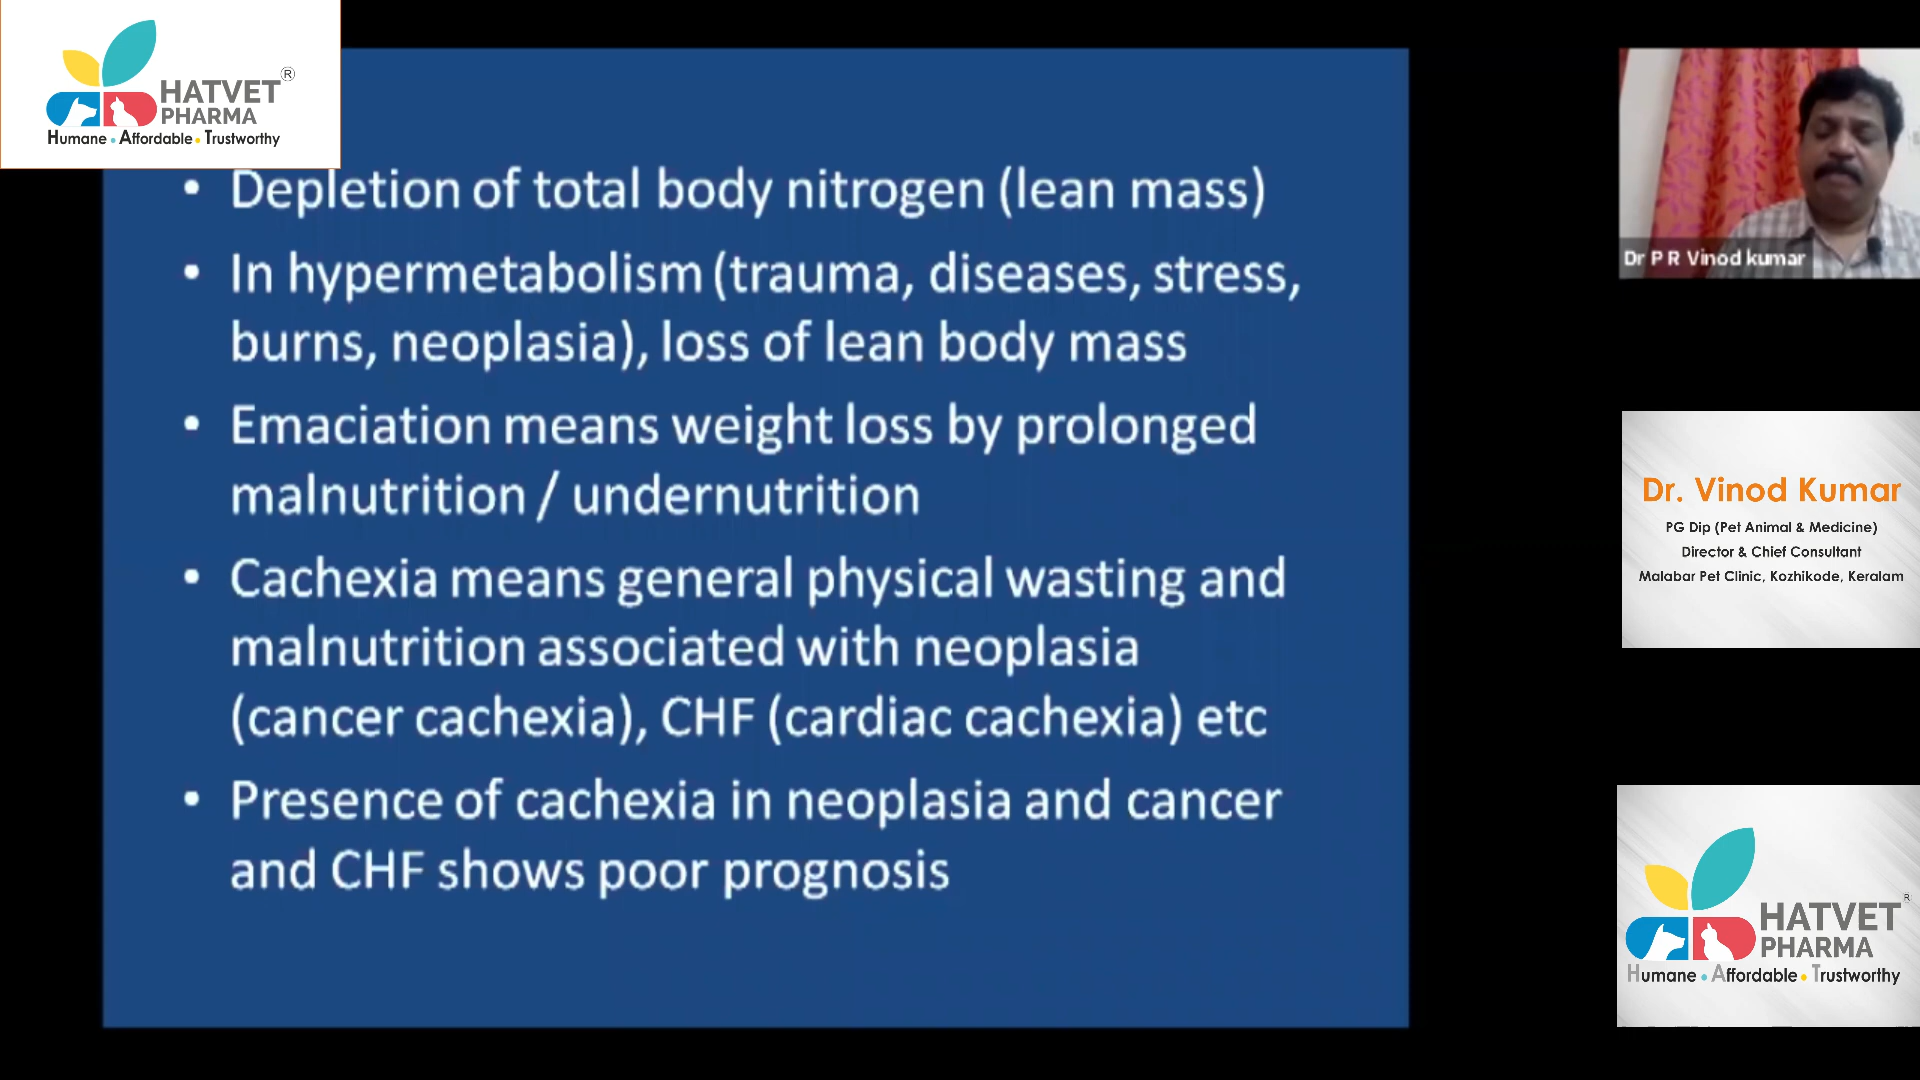 HATVET®
PHARMA
Humane • Affordable • Trustworthy
• Depletion of total body nitrogen (lean mass)
• In hypermetabolism (trauma, diseases, stress,
burns, neoplasia), loss of lean body mass
• Emaciation means weight loss by prolonged
malnutrition / undernutrition
• Cachexia means general physical wasting and
malnutrition associated with neoplasia
(cancer cachexia), CHF (cardiac cachexia) etc
• Presence of cachexia in neoplasia and cancer
and CHF shows poor prognosis
Dr P R Vinod kumar
Dr. Vinod Kumar
PG Dip (Pet Animal & Medicine)
Director & Chief Consultant
Malabar Pet Clinic, Kozhikode, Keralam
HATVET®
PHARMA
Humane • Affordable • Trustworthy